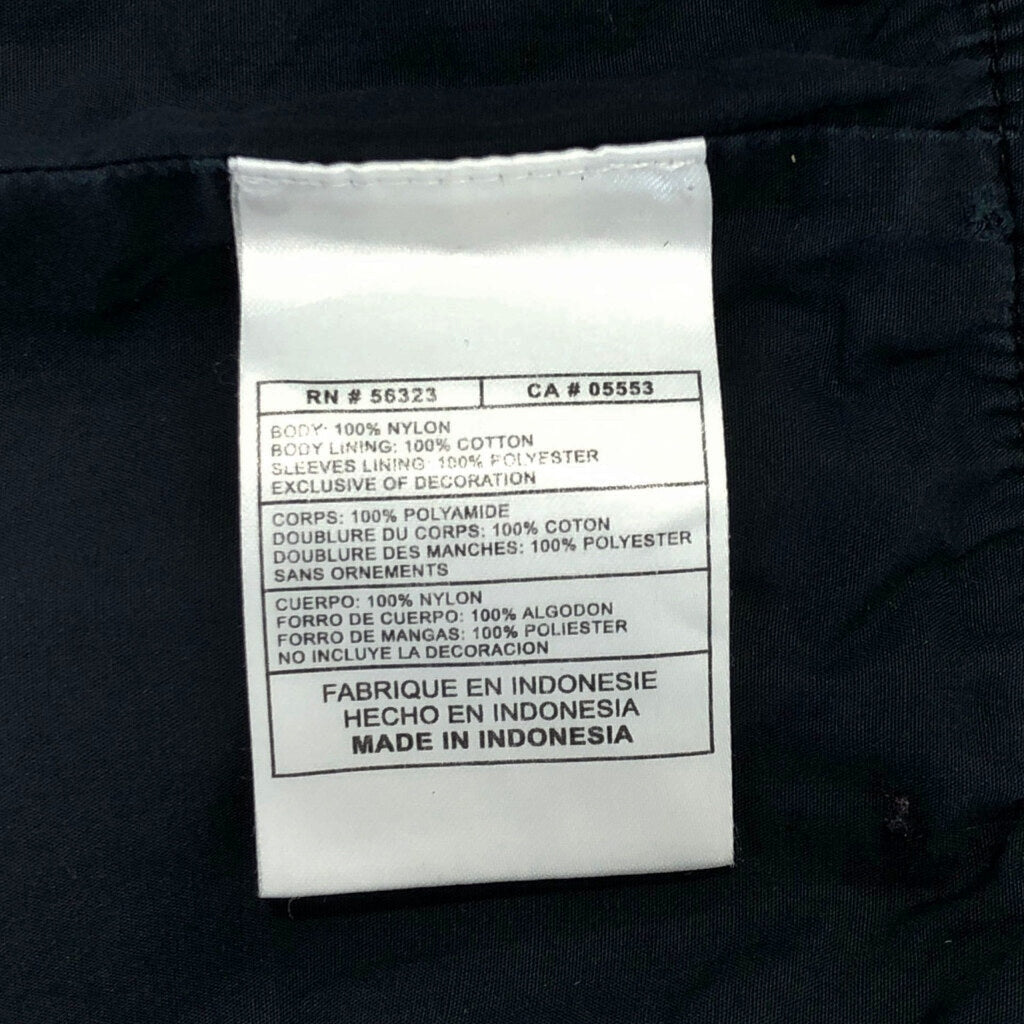 RN # 56323 CA # 05553
BODY: 100% NYLON
BODY LINING: 100% COTTON
SLEEVES LINING: 100% POLYESTER
EXCLUSIVE OF DECORATION
CORPS: 100% POLYAMIDE
DOUBLURE DU CORPS: 100% COTON
DOUBLURE DES MANCHES: 100% POLYESTER
SANS ORNEMENTS
CUERPO: 100% NYLON
FORRO DE CUERPO: 100% ALGODON
FORRO DE MANGAS: 100% POLIESTER
NO INCLUYE LA DECORACION
FABRIQUE EN INDONESIE
HECHO EN INDONESIA
MADE IN INDONESIA